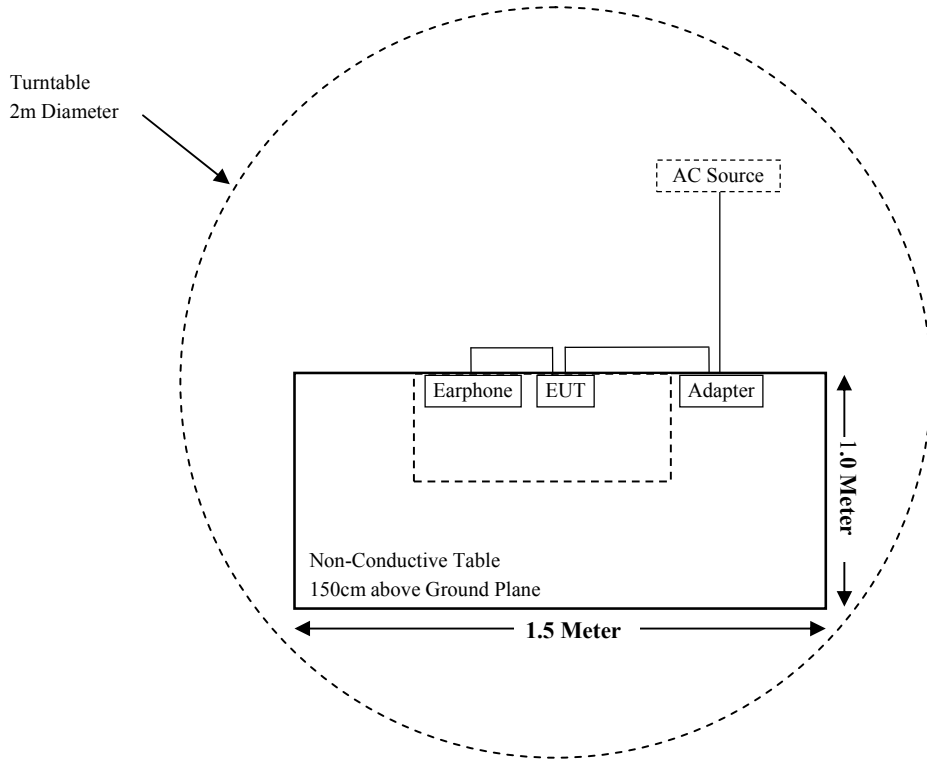 Turntable
2m Diameter
AC Source
Earphone
EUT
Adapter
1.0 Meter
Non-Conductive Table
150cm above Ground Plane
1.5 Meter